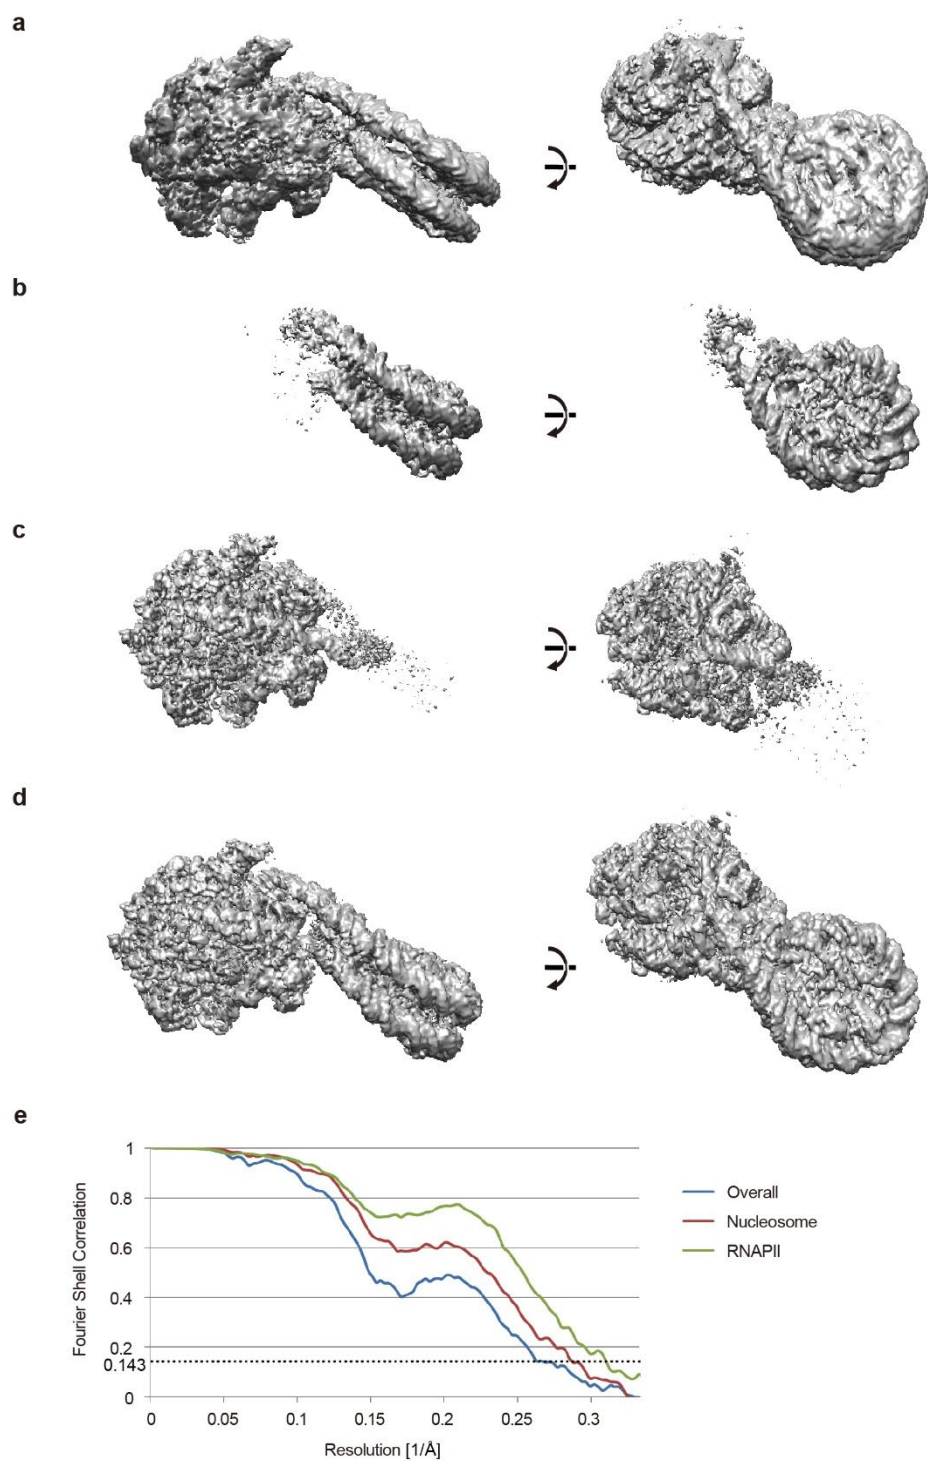 a
b
c
d
e
1
0.8
0.6
0.4
0.2
0.143
0
Fourier Shell Correlation
0 0.05 0.1 0.15 0.2 0.25 0.3
Resolution [1/Å]
Overall
Nucleosome
RNAPII